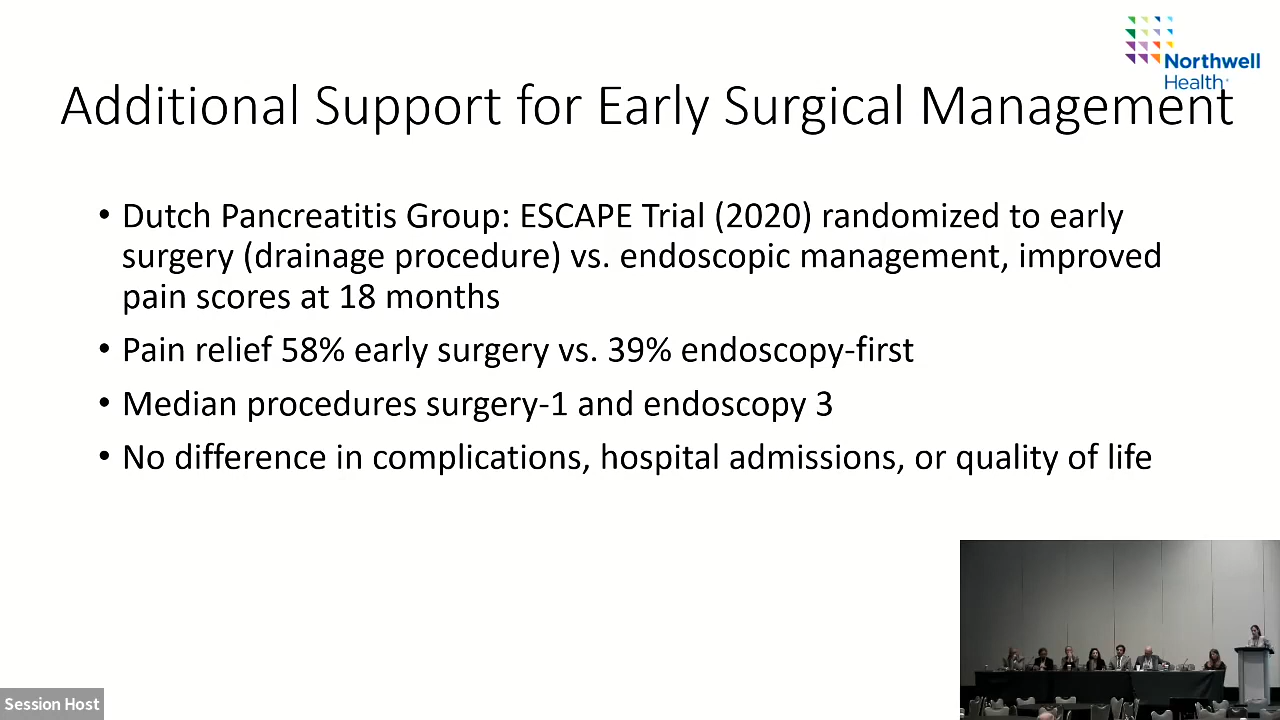 Northwell
Health
Additional Support for Early Surgical Management
• Dutch Pancreatitis Group: ESCAPE Trial (2020) randomized to early
surgery (drainage procedure) vs. endoscopic management, improved
pain scores at 18 months
• Pain relief 58% early surgery vs. 39% endoscopy-first
• Median procedures surgery-1 and endoscopy 3
• No difference in complications, hospital admissions, or quality of life
Session Host